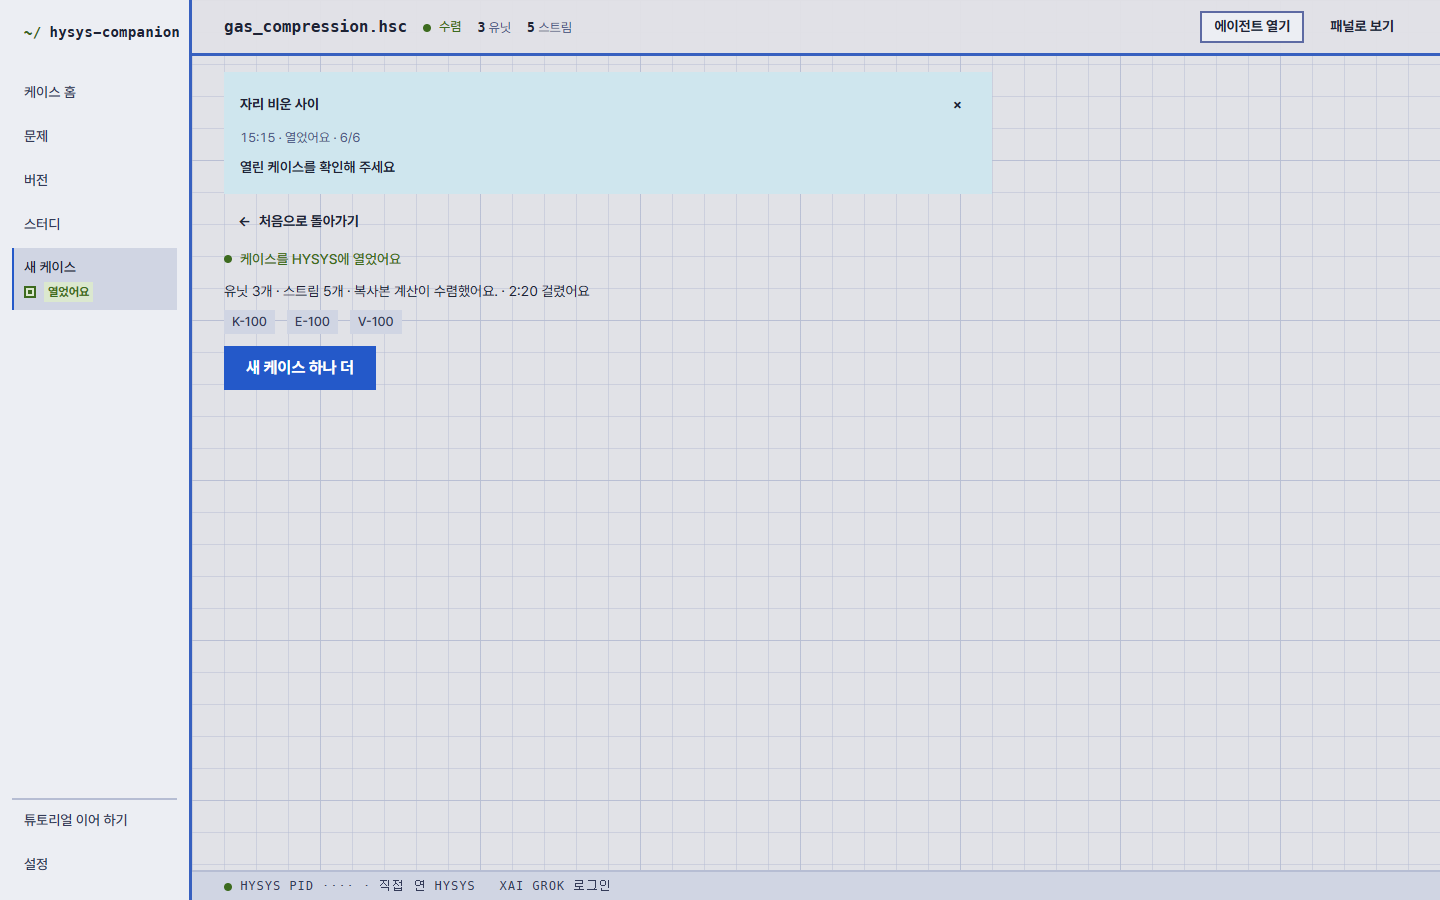 ~/ hysys-companion
케이스 홈
문제
버전
스터디
새 케이스
열었어요
튜토리얼 이어 하기
설정
gas_compression.hsc 수렴 3 유닛 5 스트림
에이전트 열기 패널로 보기
자리 비운 사이 ×
15:15 · 열었어요 · 6/6
열린 케이스를 확인해 주세요
← 처음으로 돌아가기
케이스를 HYSYS에 열었어요
유닛 3개 · 스트림 5개 · 복사본 계산이 수렴했어요. · 2:20 걸렸어요
K-100 E-100 V-100
새 케이스 하나 더
HYSYS PID ···· · 직접 연 HYSYS XAI GROK 로그인